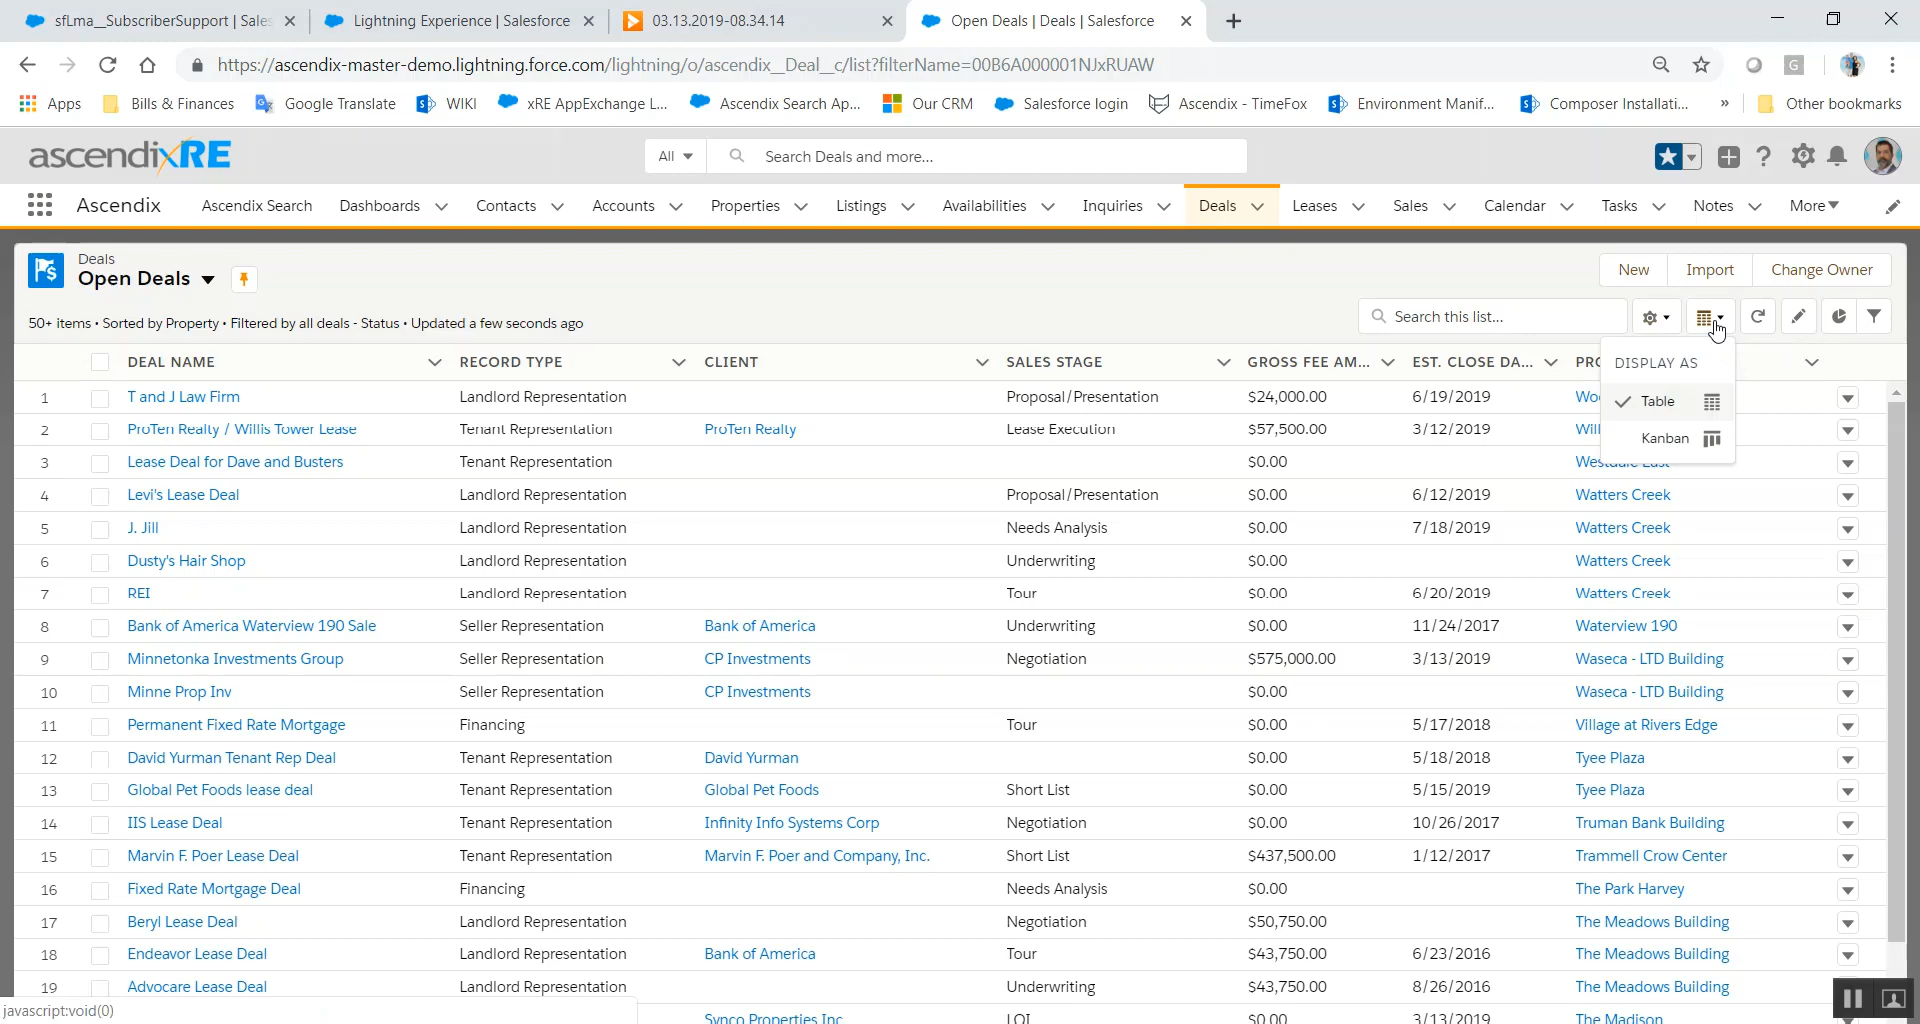 sfLma__SubscriberSupport | Sales
Lightning Experience | Salesforce
03.13.2019-08.34.14
Open Deals | Deals | Salesforce
https://ascendix-master-demo.lightning.force.com/lightning/o/ascendix__Deal__c/list?filterName=00B6A000001NJxRUAW
G
Apps
Bills & Finances
Google Translate
WIKI
xRE AppExchange L...
Ascendix Search Ap...
Our CRM
Salesforce login
Ascendix - TimeFox
Environment Manif...
Composer Installati...
»
Other bookmarks
ascendixRE
All
Search Deals and more...
Ascendix
Ascendix Search
Dashboards
Contacts
Accounts
Properties
Listings
Availabilities
Inquiries
Deals
Leases
Sales
Calendar
Tasks
Notes
More
Deals
Open Deals
New
Import
Change Owner
50+ items • Sorted by Property • Filtered by all deals - Status • Updated a few seconds ago
Search this list...
DISPLAY AS
Table
Kanban
DEAL NAME RECORD TYPE CLIENT SALES STAGE GROSS FEE AM... EST. CLOSE DA... PRO
1 T and J Law Firm Landlord Representation Proposal/Presentation $24,000.00 6/19/2019 Woo
2 ProTen Realty / Willis Tower Lease Tenant Representation ProTen Realty Lease Execution $57,500.00 3/12/2019 Will
3 Lease Deal for Dave and Busters Tenant Representation $0.00 Westdale East
4 Levi's Lease Deal Landlord Representation Proposal/Presentation $0.00 6/12/2019 Watters Creek
5 J. Jill Landlord Representation Needs Analysis $0.00 7/18/2019 Watters Creek
6 Dusty's Hair Shop Landlord Representation Underwriting $0.00 Watters Creek
7 REI Landlord Representation Tour $0.00 6/20/2019 Watters Creek
8 Bank of America Waterview 190 Sale Seller Representation Bank of America Underwriting $0.00 11/24/2017 Waterview 190
9 Minnetonka Investments Group Seller Representation CP Investments Negotiation $575,000.00 3/13/2019 Waseca - LTD Building
10 Minne Prop Inv Seller Representation CP Investments $0.00 Waseca - LTD Building
11 Permanent Fixed Rate Mortgage Financing Tour $0.00 5/17/2018 Village at Rivers Edge
12 David Yurman Tenant Rep Deal Tenant Representation David Yurman $0.00 5/18/2018 Tyee Plaza
13 Global Pet Foods lease deal Tenant Representation Global Pet Foods Short List $0.00 5/15/2019 Tyee Plaza
14 IIS Lease Deal Tenant Representation Infinity Info Systems Corp Negotiation $0.00 10/26/2017 Truman Bank Building
15 Marvin F. Poer Lease Deal Tenant Representation Marvin F. Poer and Company, Inc. Short List $437,500.00 1/12/2017 Trammell Crow Center
16 Fixed Rate Mortgage Deal Financing Needs Analysis $0.00 The Park Harvey
17 Beryl Lease Deal Landlord Representation Negotiation $50,750.00 The Meadows Building
18 Endeavor Lease Deal Landlord Representation Bank of America Tour $43,750.00 6/23/2016 The Meadows Building
19 Advocare Lease Deal Landlord Representation Underwriting $43,750.00 8/26/2016 The Meadows Building
Synco Properties Inc LOI $0.00 3/13/2019 The Madison
javascript:void(0)